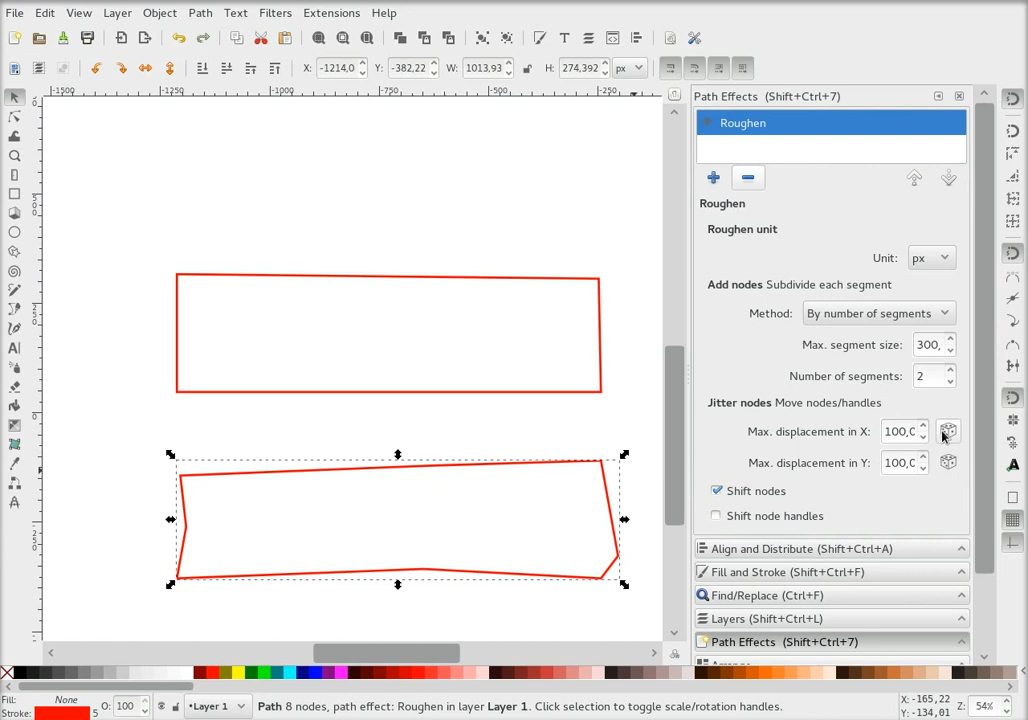 File Edit View Layer Object Path Text Filters Extensions Help
X: -1214,0 Y: -382,22 W: 1013,93 H: 274,392 px
-1500 -1250 -1000 -750 -500 -250
Path Effects (Shift+Ctrl+7)
Roughen
Roughen
Roughen unit
Unit: px
Add nodes Subdivide each segment
Method: By number of segments
Max. segment size: 300,
Number of segments: 2
Jitter nodes Move nodes/handles
Max. displacement in X: 100,0
Max. displacement in Y: 100,0
Shift nodes
Shift node handles
Align and Distribute (Shift+Ctrl+A)
Fill and Stroke (Shift+Ctrl+F)
Find/Replace (Ctrl+F)
Layers (Shift+Ctrl+L)
Path Effects (Shift+Ctrl+7)
Fill: None
Stroke: 5
O: 100
•Layer 1
Path 8 nodes, path effect: Roughen in layer Layer 1. Click selection to toggle scale/rotation handles.
X: -165,22
Y: -134,01
Z: 54%